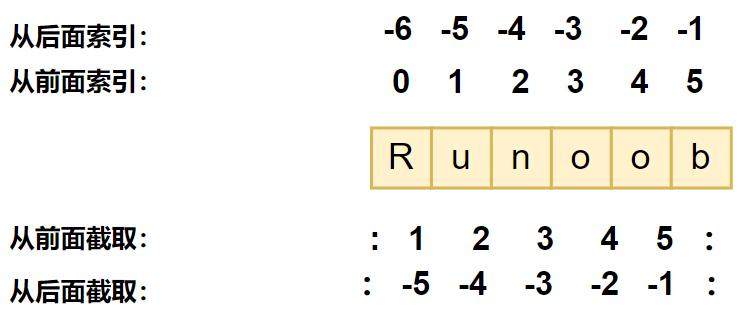 从后面索引： -6 -5 -4 -3 -2 -1
从前面索引： 0 1 2 3 4 5
R u n o o b
从前面截取： : 1 2 3 4 5 :
从后面截取： : -5 -4 -3 -2 -1 :